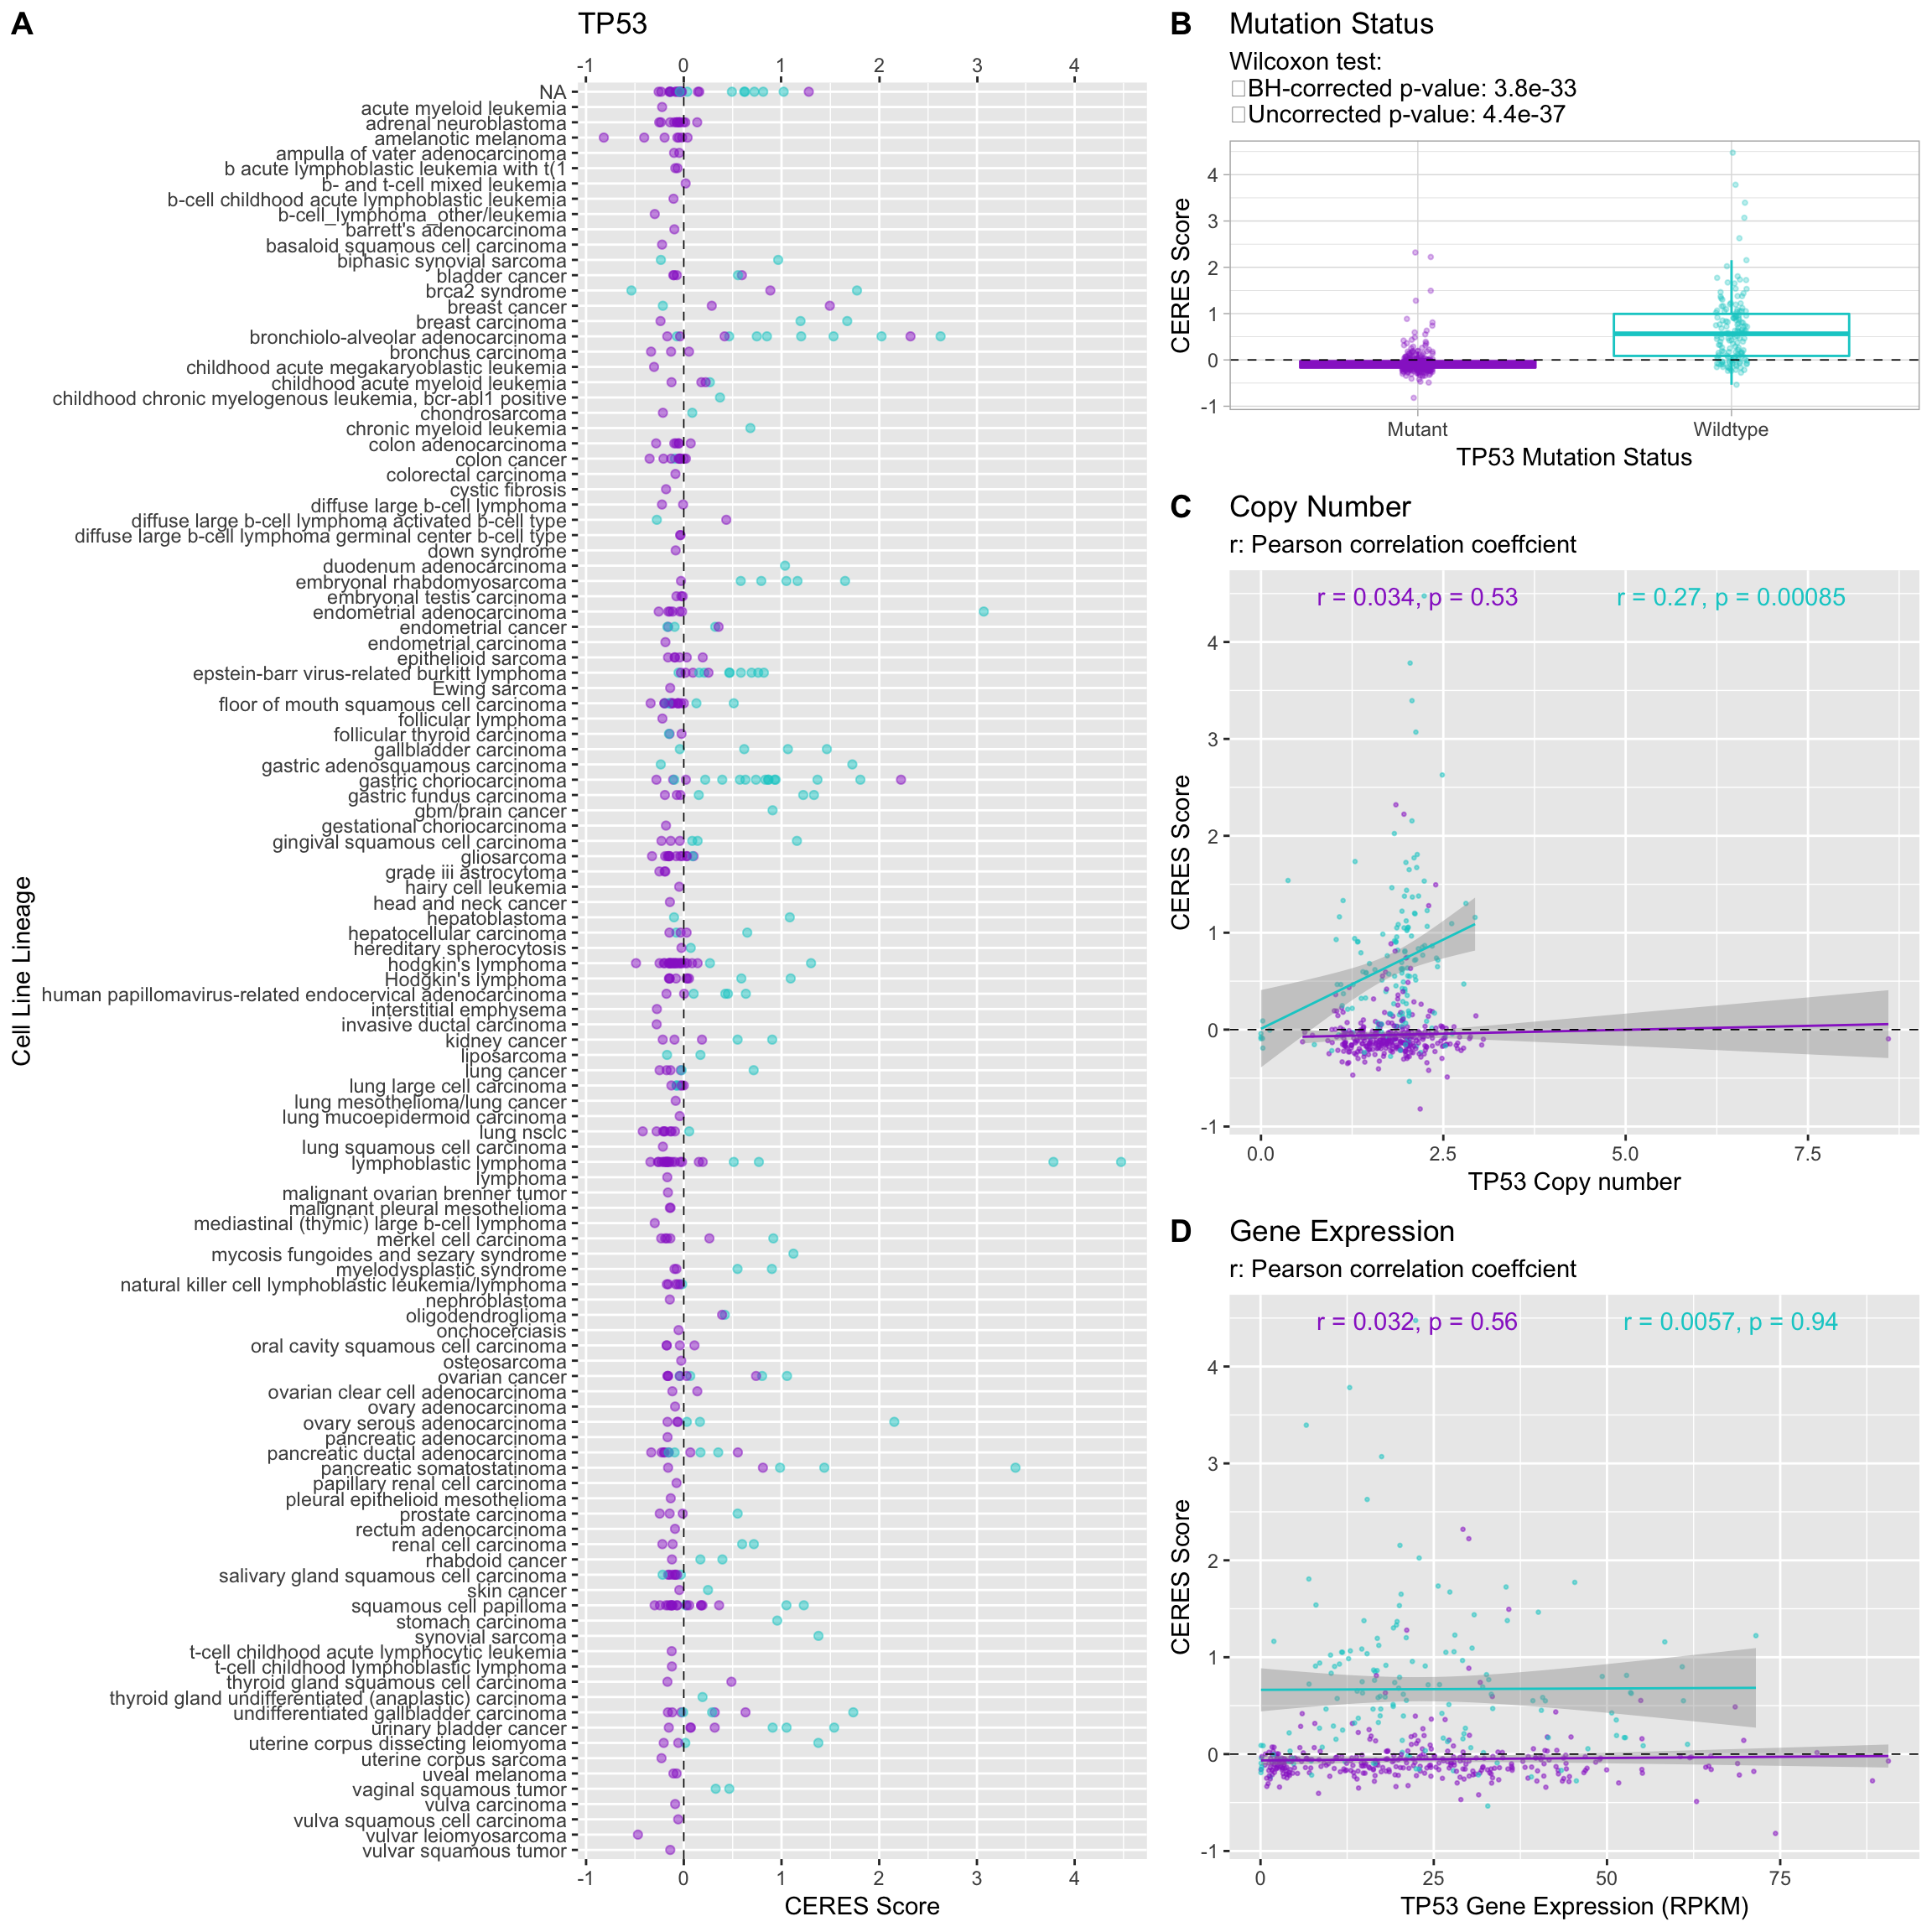 A
TP53
-1 0 1 2 3 4
Cell Line Lineage
NA
acute myeloid leukemia
adrenal neuroblastoma
amelanotic melanoma
ampulla of vater adenocarcinoma
b acute lymphoblastic leukemia with t(1
b- and t-cell mixed leukemia
b-cell childhood acute lymphoblastic leukemia
b-cell_lymphoma_other/leukemia
barrett's adenocarcinoma
basaloid squamous cell carcinoma
biphasic synovial sarcoma
bladder cancer
brca2 syndrome
breast cancer
breast carcinoma
bronchiolo-alveolar adenocarcinoma
bronchus carcinoma
childhood acute megakaryoblastic leukemia
childhood acute myeloid leukemia
childhood chronic myelogenous leukemia, bcr-abl1 positive
chondrosarcoma
chronic myeloid leukemia
colon adenocarcinoma
colon cancer
colorectal carcinoma
cystic fibrosis
diffuse large b-cell lymphoma
diffuse large b-cell lymphoma activated b-cell type
diffuse large b-cell lymphoma germinal center b-cell type
down syndrome
duodenum adenocarcinoma
embryonal rhabdomyosarcoma
embryonal testis carcinoma
endometrial adenocarcinoma
endometrial cancer
endometrial carcinoma
epithelioid sarcoma
epstein-barr virus-related burkitt lymphoma
Ewing sarcoma
floor of mouth squamous cell carcinoma
follicular lymphoma
follicular thyroid carcinoma
gallbladder carcinoma
gastric adenosquamous carcinoma
gastric choriocarcinoma
gastric fundus carcinoma
gbm/brain cancer
gestational choriocarcinoma
gingival squamous cell carcinoma
gliosarcoma
grade iii astrocytoma
hairy cell leukemia
head and neck cancer
hepatoblastoma
hepatocellular carcinoma
hereditary spherocytosis
hodgkin's lymphoma
Hodgkin's lymphoma
human papillomavirus-related endocervical adenocarcinoma
interstitial emphysema
invasive ductal carcinoma
kidney cancer
liposarcoma
lung cancer
lung large cell carcinoma
lung mesothelioma/lung cancer
lung mucoepidermoid carcinoma
lung nsclc
lung squamous cell carcinoma
lymphoblastic lymphoma
lymphoma
malignant ovarian brenner tumor
malignant pleural mesothelioma
mediastinal (thymic) large b-cell lymphoma
merkel cell carcinoma
mycosis fungoides and sezary syndrome
myelodysplastic syndrome
natural killer cell lymphoblastic leukemia/lymphoma
nephroblastoma
oligodendroglioma
onchocerciasis
oral cavity squamous cell carcinoma
osteosarcoma
ovarian cancer
ovarian clear cell adenocarcinoma
ovary adenocarcinoma
ovary serous adenocarcinoma
pancreatic adenocarcinoma
pancreatic ductal adenocarcinoma
pancreatic somatostatinoma
papillary renal cell carcinoma
pleural epithelioid mesothelioma
prostate carcinoma
rectum adenocarcinoma
renal cell carcinoma
rhabdoid cancer
salivary gland squamous cell carcinoma
skin cancer
squamous cell papilloma
stomach carcinoma
synovial sarcoma
t-cell childhood acute lymphocytic leukemia
t-cell childhood lymphoblastic lymphoma
thyroid gland squamous cell carcinoma
thyroid gland undifferentiated (anaplastic) carcinoma
undifferentiated gallbladder carcinoma
urinary bladder cancer
uterine corpus dissecting leiomyoma
uterine corpus sarcoma
uveal melanoma
vaginal squamous tumor
vulva carcinoma
vulva squamous cell carcinoma
vulvar leiomyosarcoma
vulvar squamous tumor
-1 0 1 2 3 4
CERES Score
B Mutation Status
Wilcoxon test:
BH-corrected p-value: 3.8e-33
Uncorrected p-value: 4.4e-37
CERES Score
4
3
2
1
0
-1
Mutant Wildtype
TP53 Mutation Status
C Copy Number
r: Pearson correlation coeffcient
r = 0.034, p = 0.53 r = 0.27, p = 0.00085
CERES Score
4
3
2
1
0
-1
0.0 2.5 5.0 7.5
TP53 Copy number
D Gene Expression
r: Pearson correlation coeffcient
r = 0.032, p = 0.56 r = 0.0057, p = 0.94
CERES Score
4
3
2
1
0
-1
0 25 50 75
TP53 Gene Expression (RPKM)